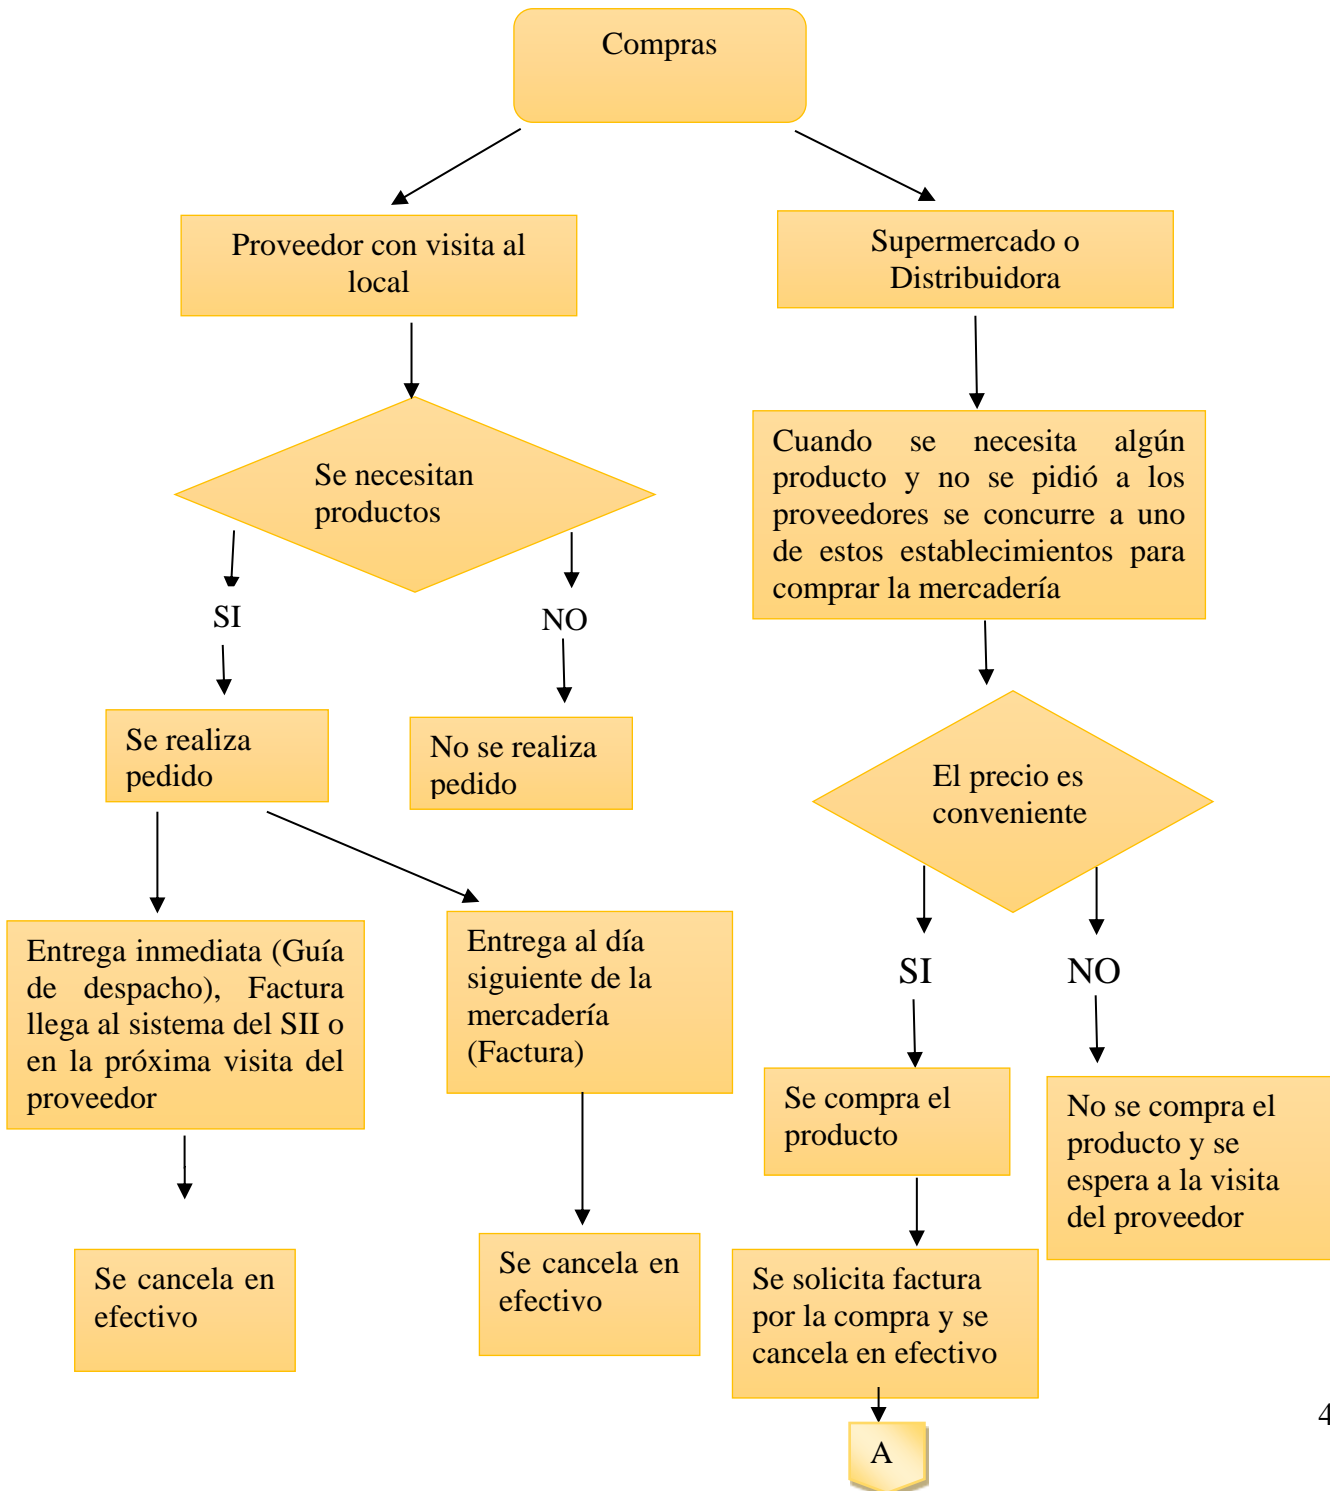 Compras
Proveedor con visita al
local
Supermercado o
Distribuidora
Se necesitan
productos
Cuando se necesita algún
producto y no se pidió a los
proveedores se concurre a uno
de estos establecimientos para
comprar la mercadería
SI
NO
Se realiza
pedido
No se realiza
pedido
El precio es
conveniente
Entrega inmediata (Guía
de despacho), Factura
llega al sistema del SII o
en la próxima visita del
proveedor
Entrega al día
siguiente de la
mercadería
(Factura)
SI
NO
Se compra el
producto
No se compra el
producto y se
espera a la visita
del proveedor
Se cancela en
efectivo
Se cancela en
efectivo
Se solicita factura
por la compra y se
cancela en efectivo
A
4